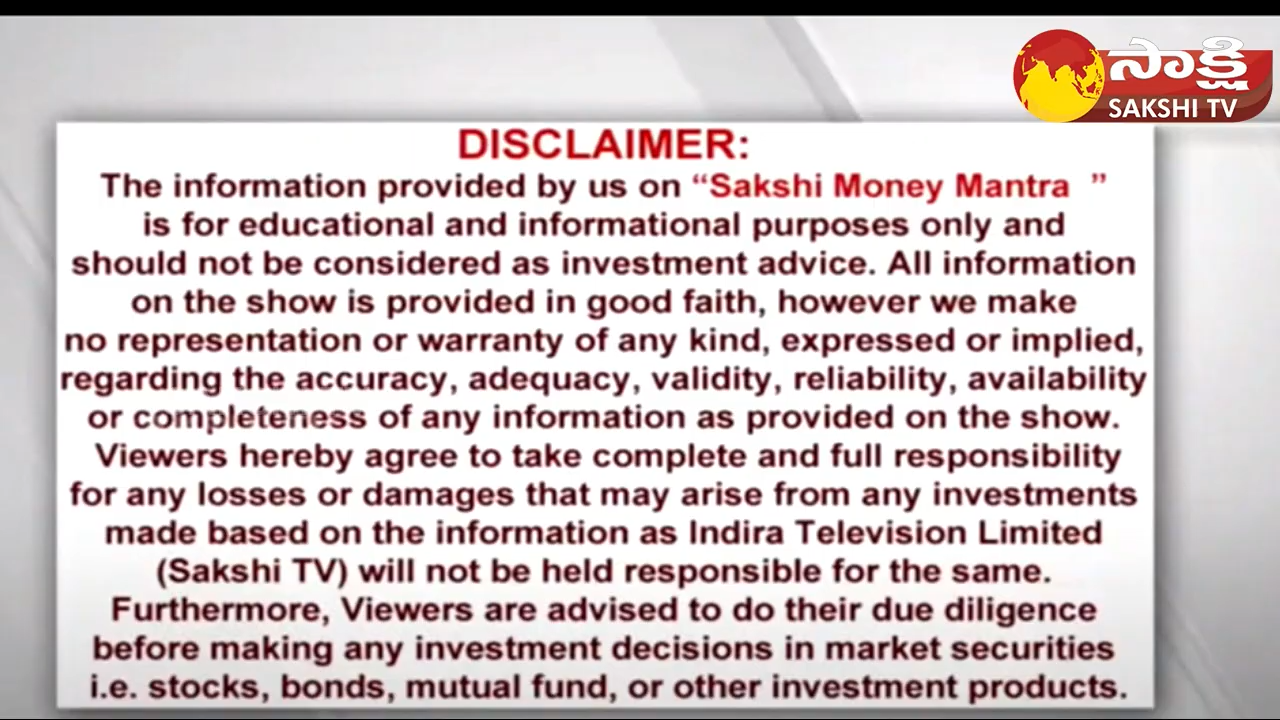 సాక్షి
SAKSHI TV
DISCLAIMER:
The information provided by us on “Sakshi Money Mantra ”
is for educational and informational purposes only and
should not be considered as investment advice. All information
on the show is provided in good faith, however we make
no representation or warranty of any kind, expressed or implied,
regarding the accuracy, adequacy, validity, reliability, availability
or completeness of any information as provided on the show.
Viewers hereby agree to take complete and full responsibility
for any losses or damages that may arise from any investments
made based on the information as Indira Television Limited
(Sakshi TV) will not be held responsible for the same.
Furthermore, Viewers are advised to do their due diligence
before making any investment decisions in market securities
i.e. stocks, bonds, mutual fund, or other investment products.